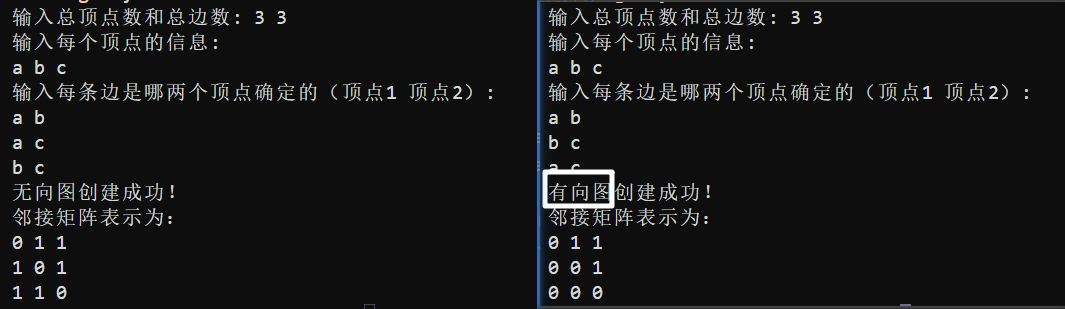 输入总顶点数和总边数: 3 3
输入每个顶点的信息:
a b c
输入每条边是哪两个顶点确定的（顶点1 顶点2）:
a b
a c
b c
无向图创建成功!
邻接矩阵表示为:
0 1 1
1 0 1
1 1 0
输入总顶点数和总边数: 3 3
输入每个顶点的信息:
a b c
输入每条边是哪两个顶点确定的（顶点1 顶点2）:
a b
b c
a c
有向图创建成功!
邻接矩阵表示为:
0 1 1
0 0 1
0 0 0